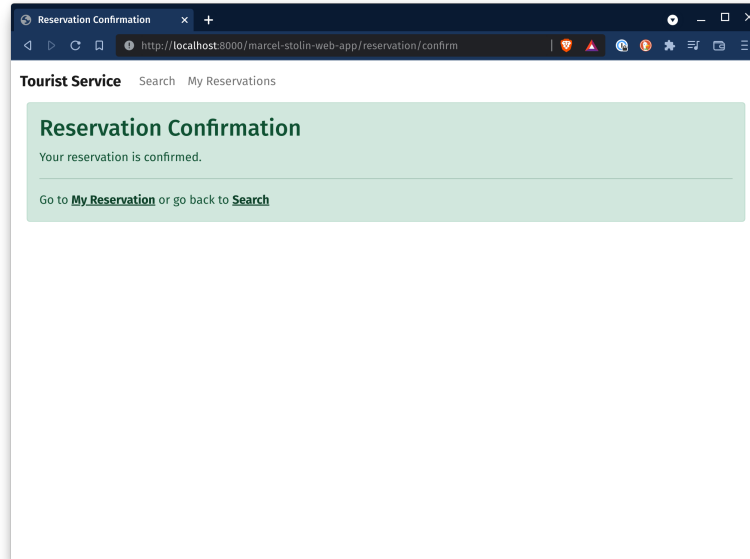 Reservation Confirmation
http://localhost:8000/marcel-stolin-web-app/reservation/confirm
Tourist Service Search My Reservations
Reservation Confirmation
Your reservation is confirmed.
Go to My Reservation or go back to Search